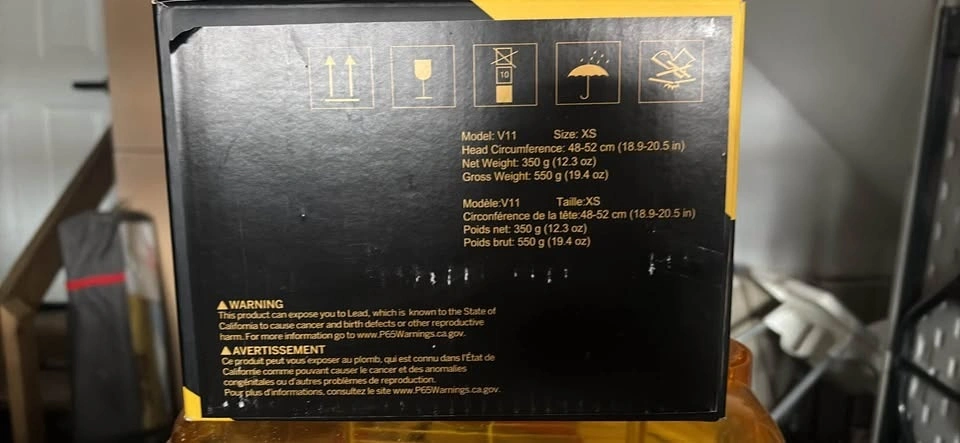 10
Model: V11 Size: XS
Head Circumference: 48-52 cm (18.9-20.5 in)
Net Weight: 350 g (12.3 oz)
Gross Weight: 550 g (19.4 oz)
Modèle:V11 Taille:XS
Circonférence de la tête:48-52 cm (18.9-20.5 in)
Poids net: 350 g (12.3 oz)
Poids brut: 550 g (19.4 oz)
WARNING
This product can expose you to Lead, which is known to the State of
California to cause cancer and birth defects or other reproductive
harm. For more information go to www.P65Warnings.ca.gov.
AVERTISSEMENT
Ce produit peut vous exposer au plomb, qui est connu dans l'État de
Californie comme pouvant causer le cancer et des anomalies
congénitales ou d'autres problèmes de reproduction.
Pour plus d'informations, consultez le site www.P65Warnings.ca.gov.